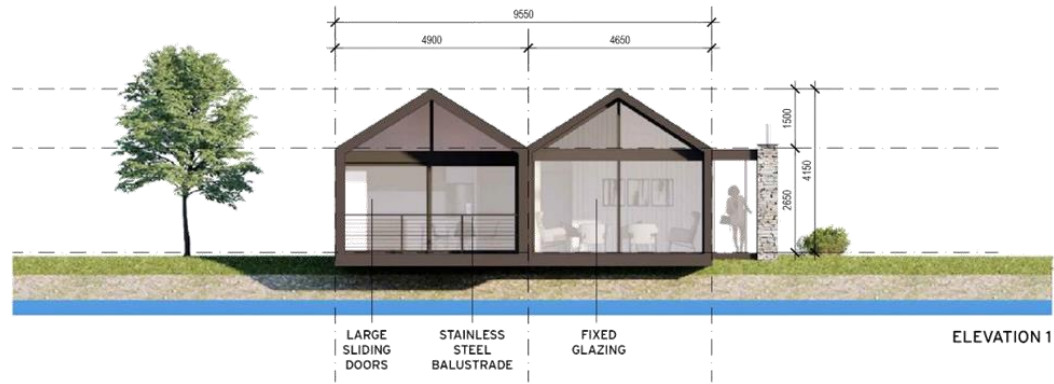 9550
4900
4650
1500
4150
2650
LARGE
SLIDING
DOORS
STAINLESS
STEEL
BALUSTRADE
FIXED
GLAZING
ELEVATION 1